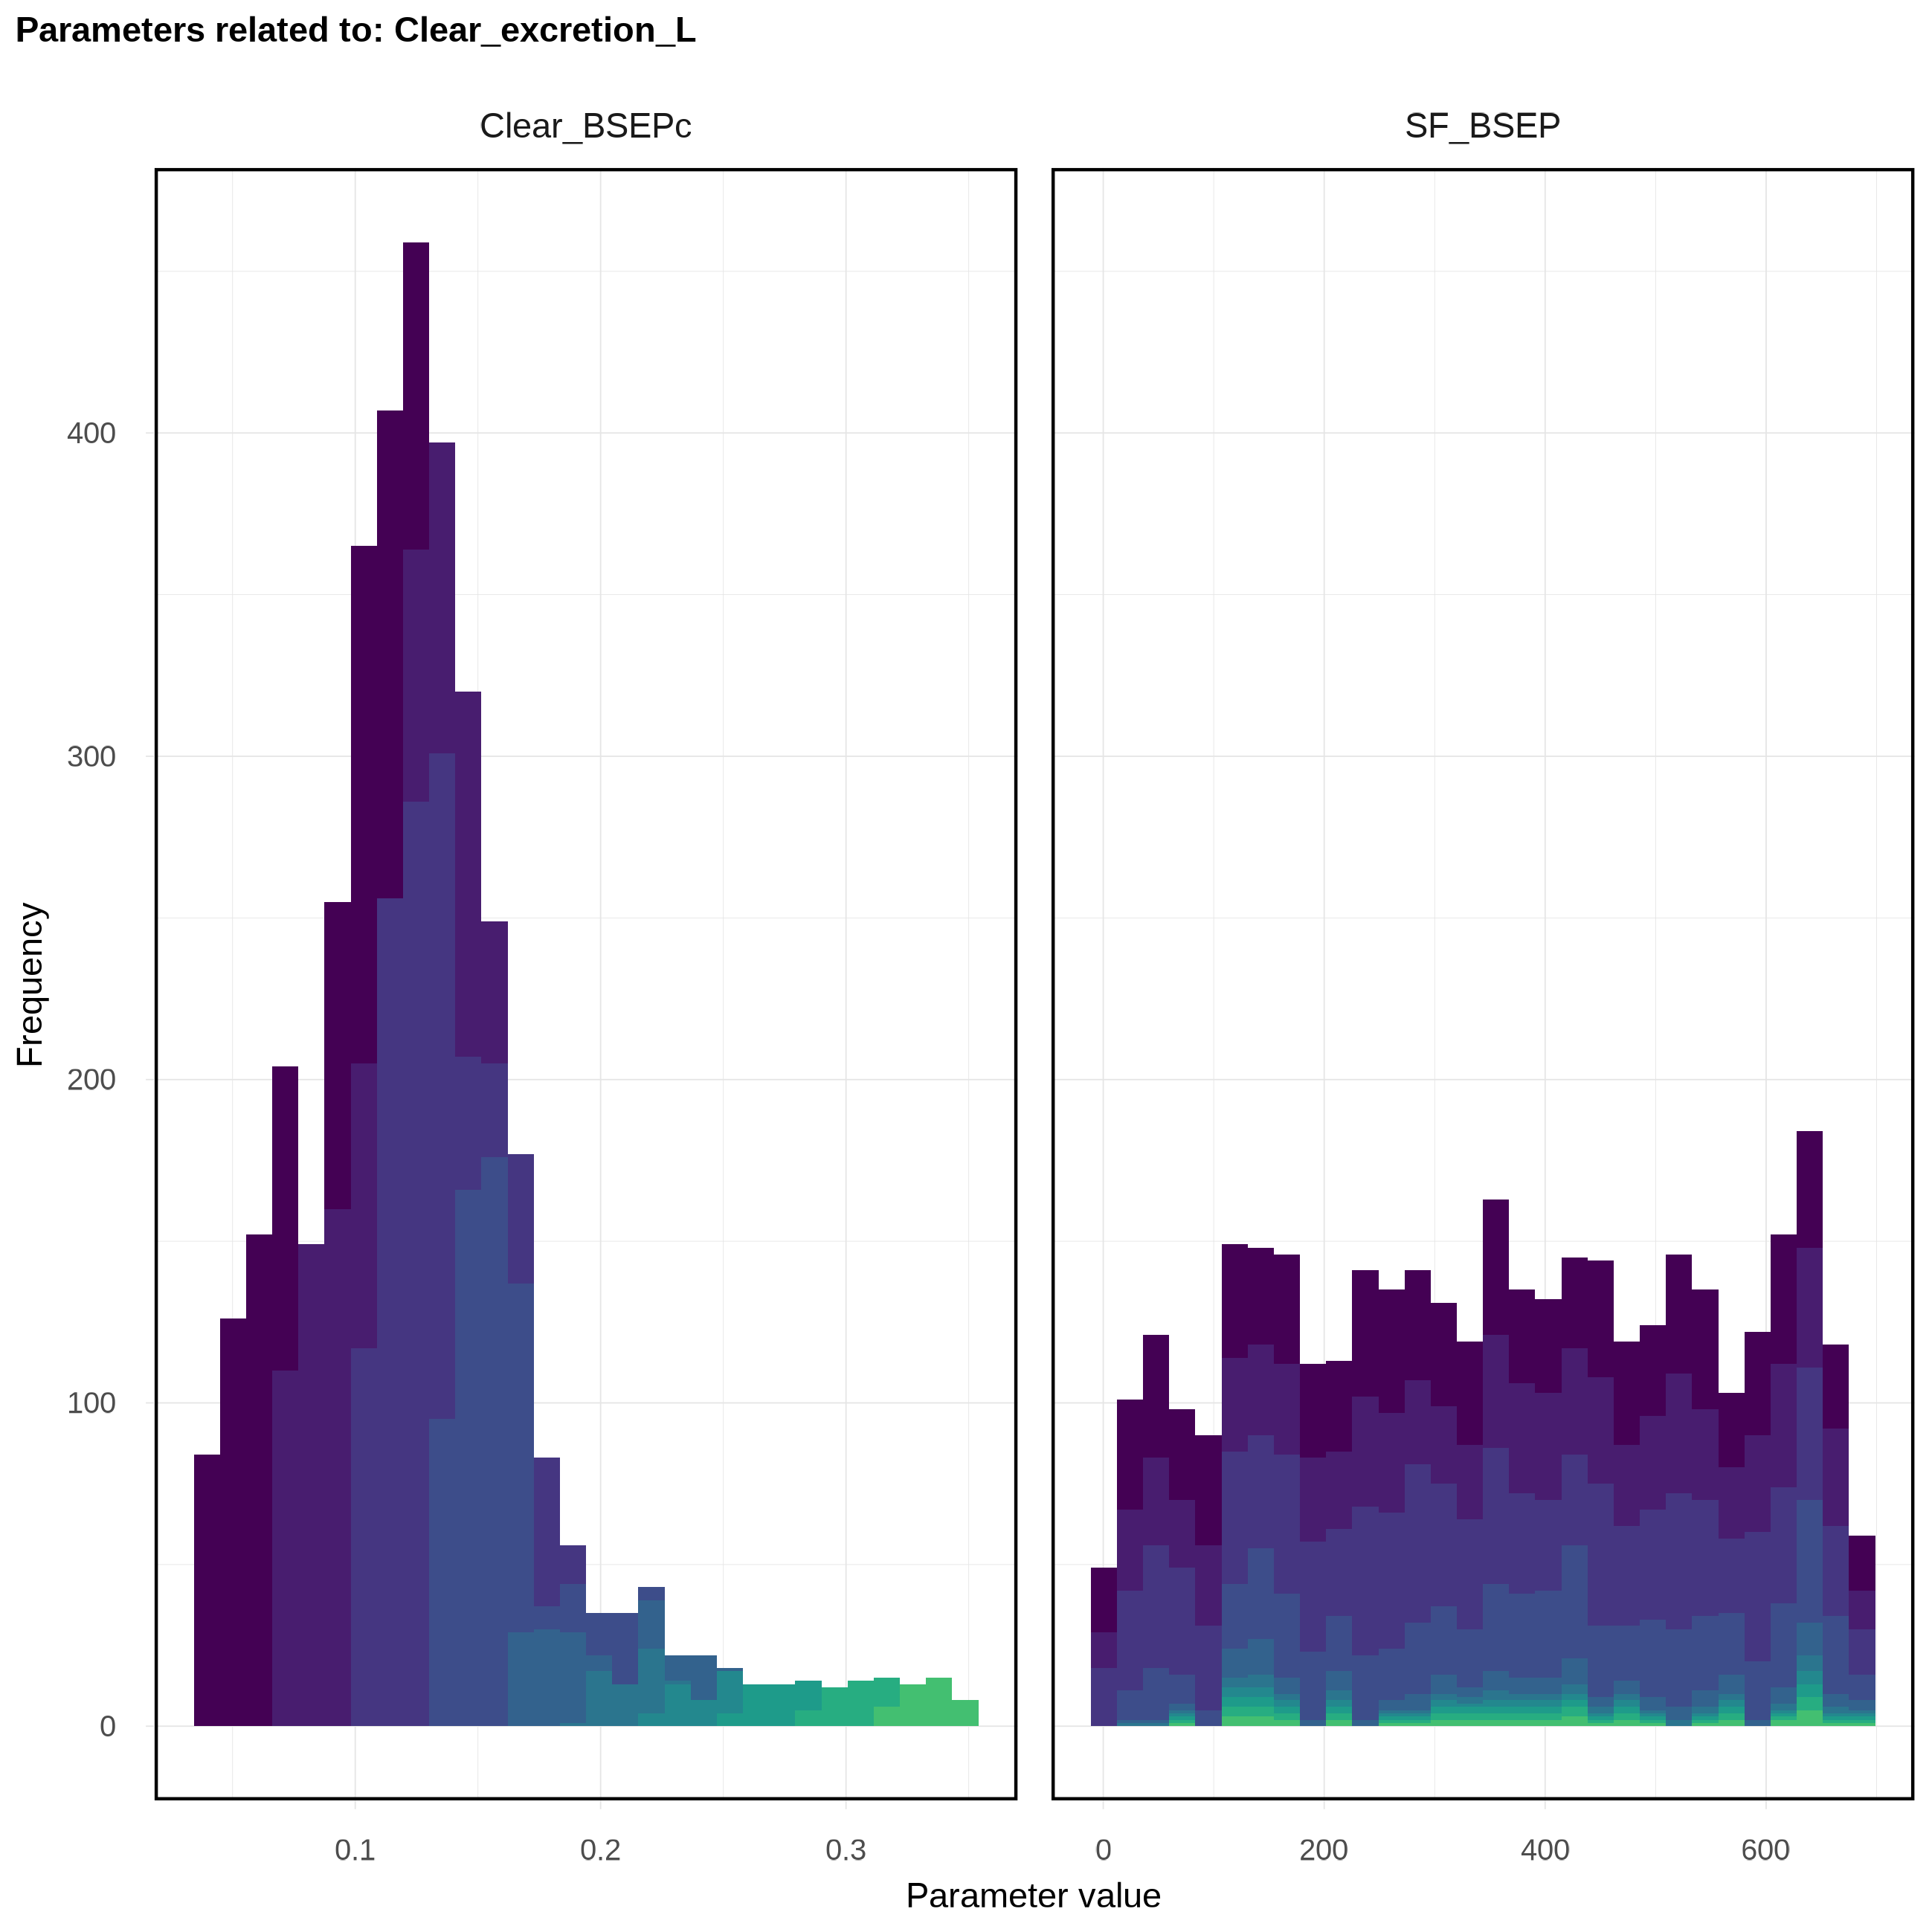 Parameters related to: Clear_excretion_L
Clear_BSEPc
SF_BSEP
Frequency
400
300
200
100
0
0.1
0.2
0.3
0
200
400
600
Parameter value